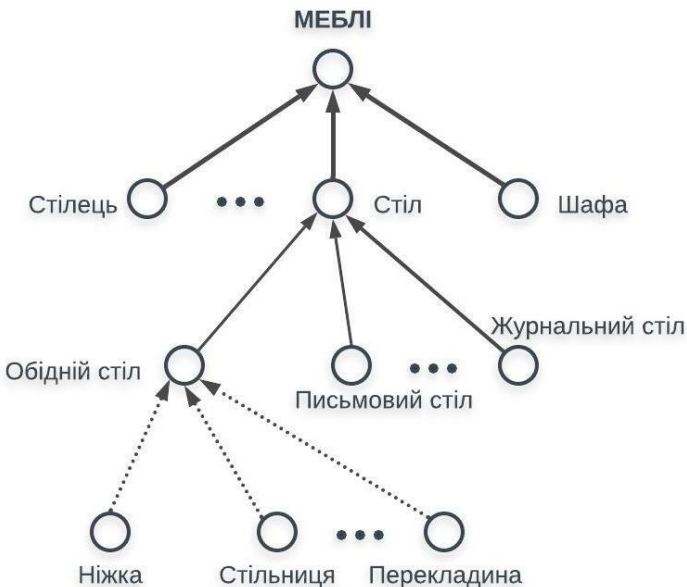 МЕБЛІ
Стілець
Стіл
Шафа
Журнальний стіл
Обідній стіл
Письмовий стіл
Ніжка
Стільниця
Перекладина